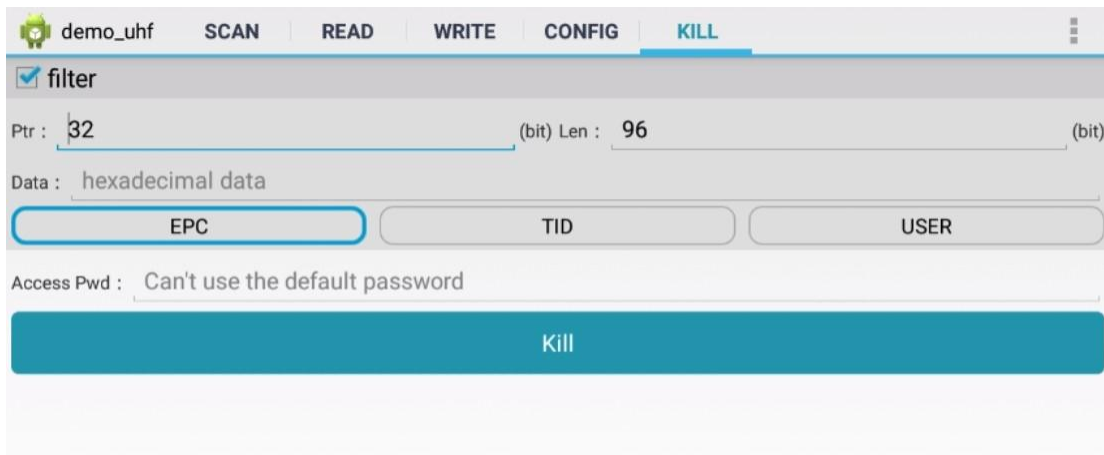 demo_uhf SCAN READ WRITE CONFIG KILL
filter
Ptr : 32 (bit) Len : 96 (bit)
Data : hexadecimal data
EPC TID USER
Access Pwd : Can't use the default password
Kill